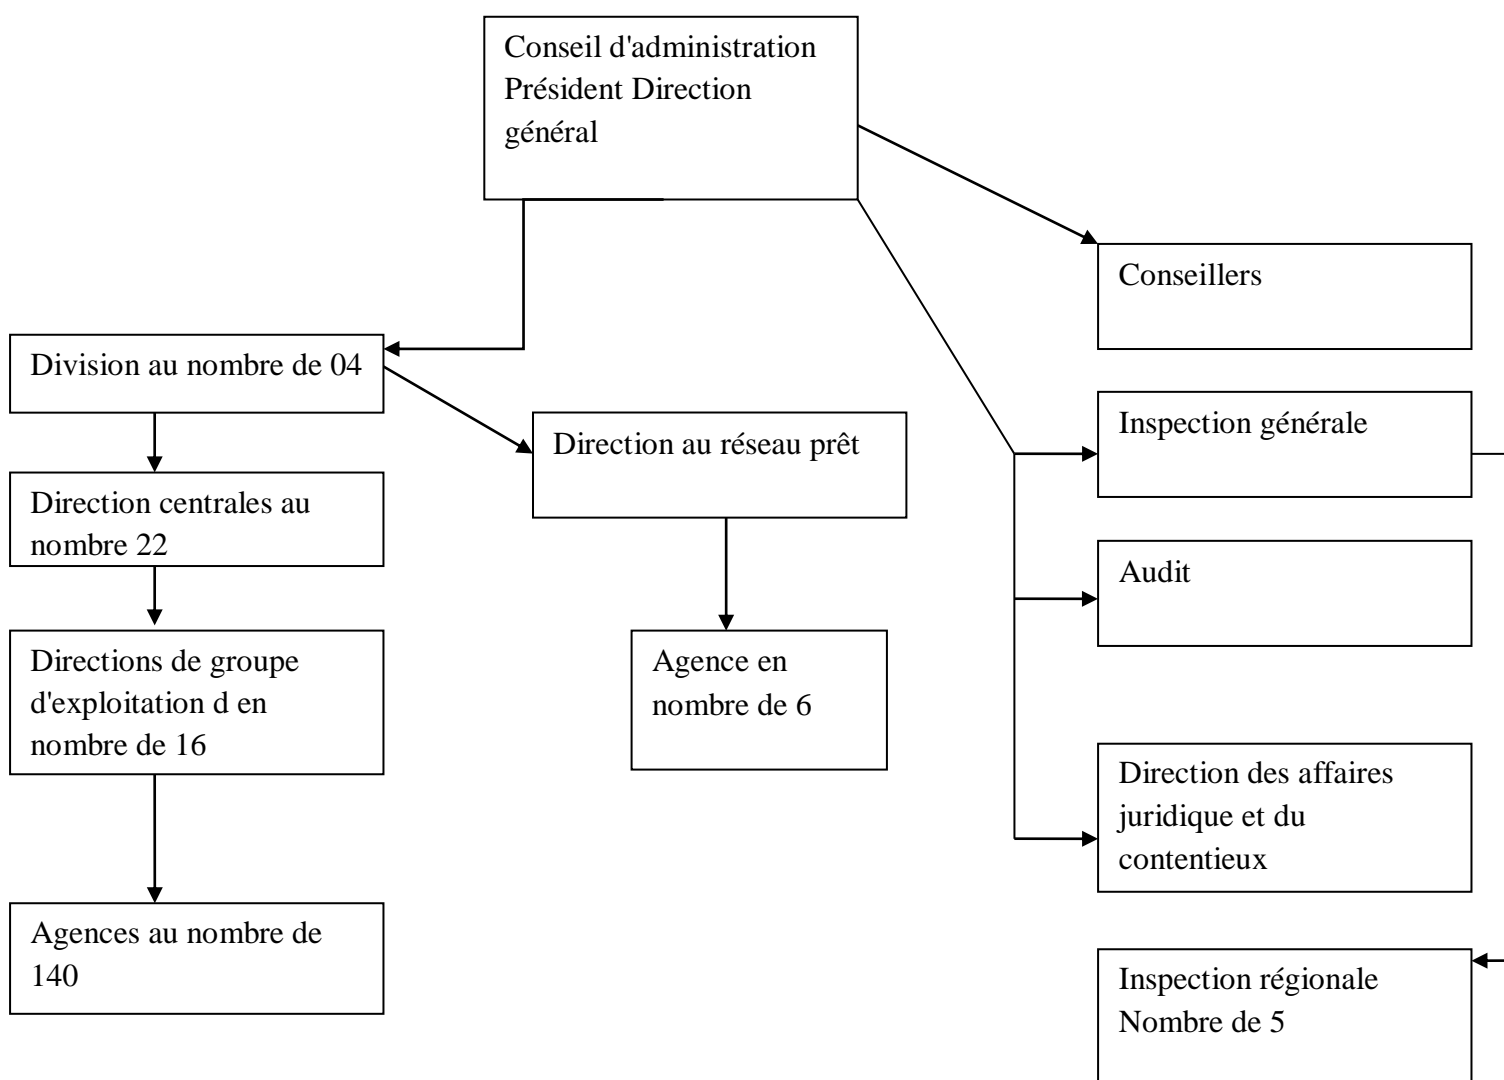 Conseil d'administration
Président Direction
général
Conseillers
Division au nombre de 04
Inspection générale
Direction au réseau prêt
Direction centrales au
nombre 22
Audit
Directions de groupe
d'exploitation d en
nombre de 16
Agence en
nombre de 6
Direction des affaires
juridique et du
contentieux
Agences au nombre de
140
Inspection régionale
Nombre de 5